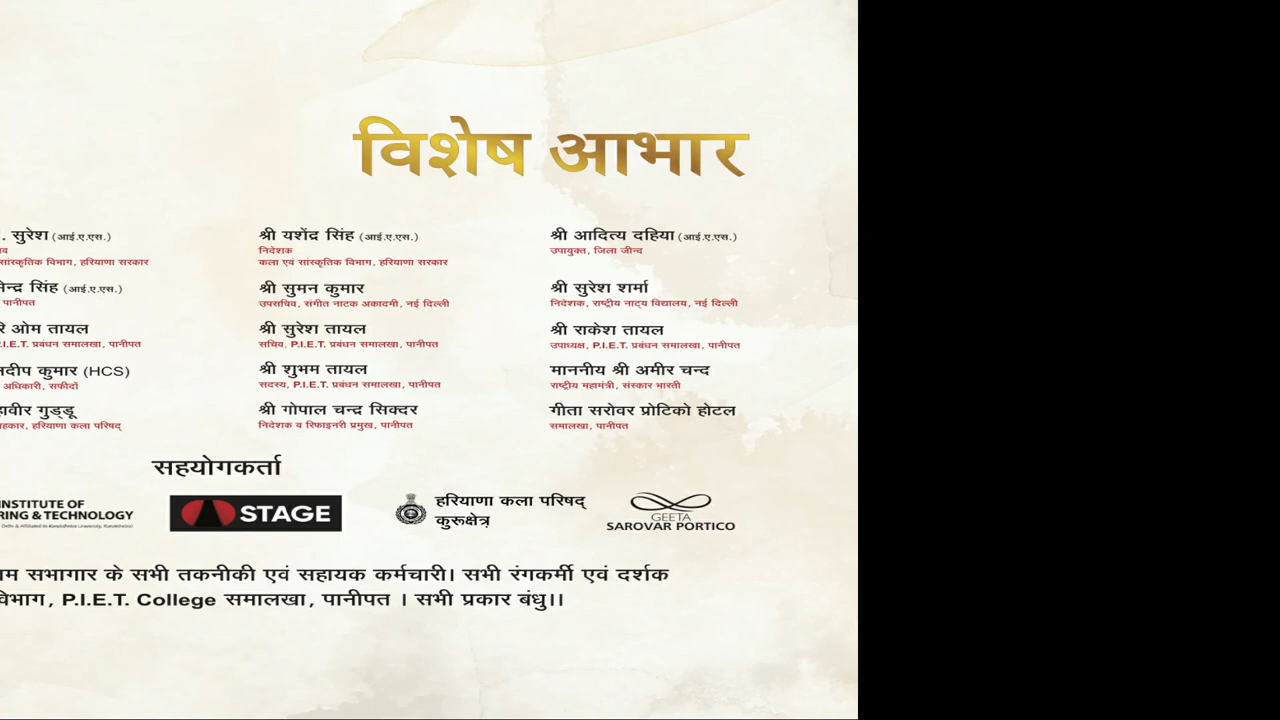 विशेष आभार
. सुरेश (आई.ए.एस.)
सांस्कृतिक विभाग, हरियाणा सरकार
श्री यशेंद्र सिंह (आई.ए.एस.)
निदेशक
कला एवं सांस्कृतिक विभाग, हरियाणा सरकार
श्री आदित्य दहिया (आई.ए.एस.)
उपायुक्त, जिला जीन्द
सिंह (आई.ए.एस.)
पानीपत
श्री सुमन कुमार
उपसचिव, संगीत नाटक अकादमी, नई दिल्ली
श्री सुरेश शर्मा
निदेशक, राष्ट्रीय नाट्य विद्यालय, नई दिल्ली
ओम तायल
.I.E.T. प्रबंधन समालखा, पानीपत
श्री सुरेश तायल
सचिव, P.I.E.T. प्रबंधन समालखा, पानीपत
श्री राकेश तायल
उपाध्यक्ष, P.I.E.T. प्रबंधन समालखा, पानीपत
कुमार (HCS)
अधिकारी, सफीदों
श्री शुभम तायल
सदस्य, P.I.E.T. प्रबंधन समालखा, पानीपत
माननीय श्री अमीर चन्द
राष्ट्रीय महामंत्री, संस्कार भारती
गुड्डू
हरियाणा कला परिषद्
श्री गोपाल चन्द्र सिक्दर
निदेशक व रिफाइनरी प्रमुख, पानीपत
गीता सरोवर प्रोटिको होटल
समालखा, पानीपत
सहयोगकर्ता
INSTITUTE OF
RING & TECHNOLOGY
STAGE
हरियाणा कला परिषद्
कुरूक्षेत्र
GEETA
SAROVAR PORTICO
सभागार के सभी तकनीकी एवं सहायक कर्मचारी। सभी रंगकर्मी एवं दर्शक
विभाग, P.I.E.T. College समालखा, पानीपत । सभी प्रकार बंधु।।